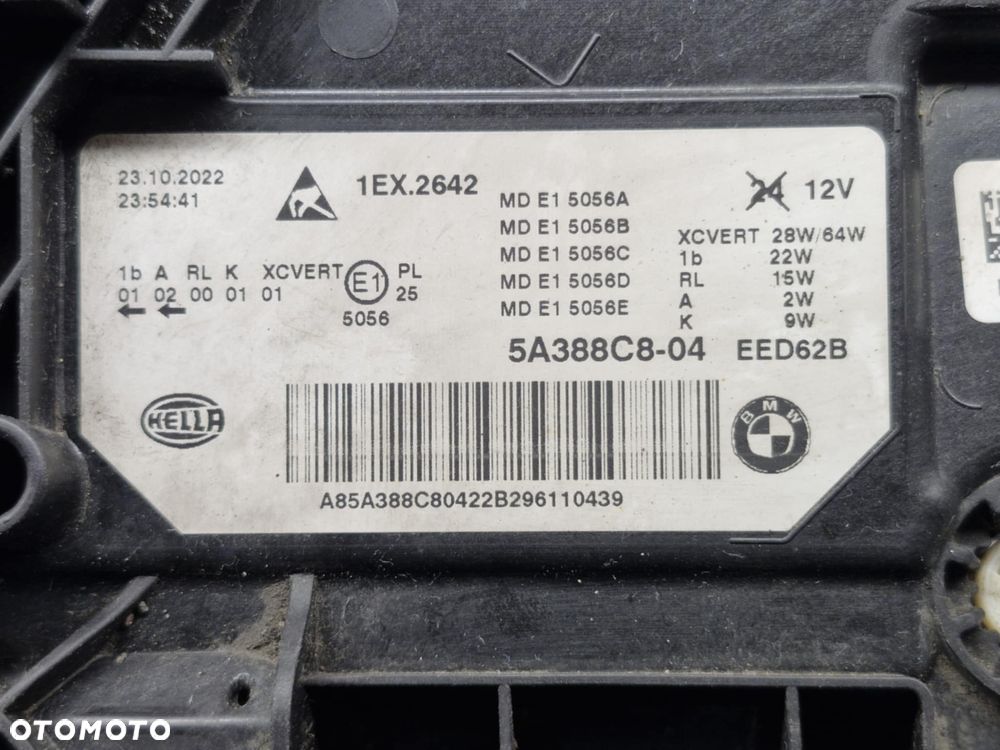 23.10.2022
23:54:41
1EX.2642
MD E1 5056A
MD E1 5056B
MD E1 5056C
MD E1 5056D
MD E1 5056E
24 12V
XCVERT 28W/64W
1b 22W
RL 15W
A 2W
K 9W
1b A RL K XCVERT
01 02 00 01 01
E1
5056
PL
25
5A388C8-04 EED62B
HELLA
BMW
A85A388C80422B296110439
OTOMOTO